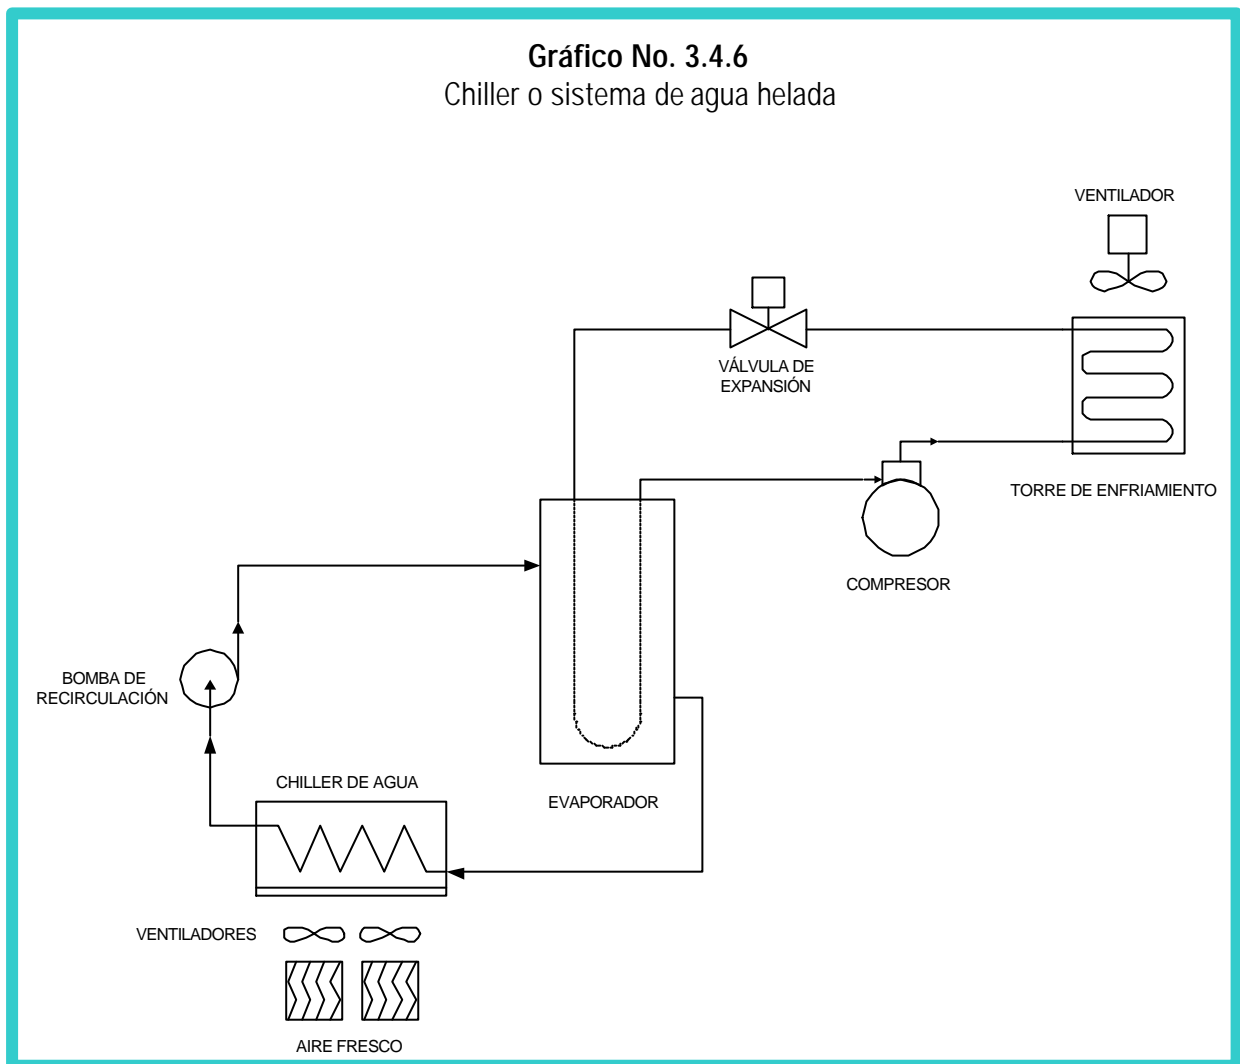 Gráfico No. 3.4.6
Chiller o sistema de agua helada
VENTILADOR
VÁLVULA DE
EXPANSIÓN
TORRE DE ENFRIAMIENTO
COMPRESOR
BOMBA DE
RECIRCULACIÓN
CHILLER DE AGUA
EVAPORADOR
VENTILADORES
AIRE FRESCO